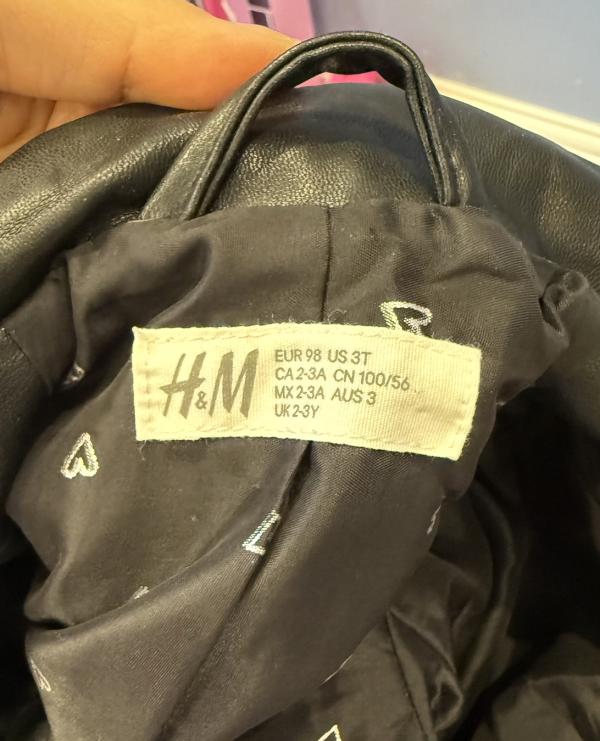 H&M
EUR 98 US 3T
CA 2-3A CN 100/56
MX 2-3A AUS 3
UK 2-3Y